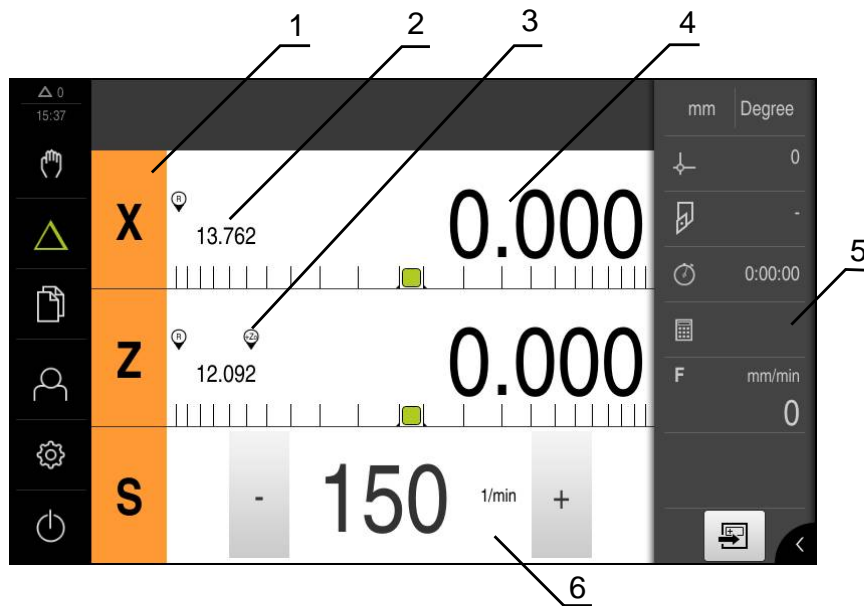 1 2 3 4
△ 0
15:37
mm Degree
0
X R 13.762 0.000
-
0:00:00
5
Z R +Z₀ 12.092 0.000
F mm/min
0
S - 150 1/min +
6